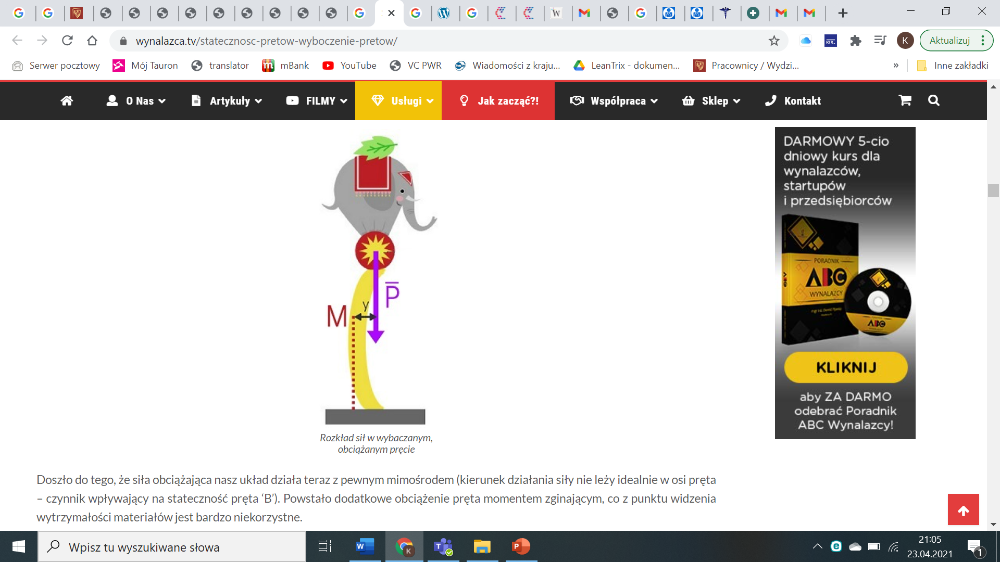 wynalazca.tv/statecznosc-pretow-wyboczenie-pretow/
K
Aktualizuj
Serwer pocztowy
Mój Tauron
translator
mBank
YouTube
VC PWR
Wiadomości z kraju...
LeanTrix - dokumen...
Pracownicy / Wydzi...
»
Inne zakładki
O Nas
Artykuły
FILMY
Usługi
Jak zacząć?!
Współpraca
Sklep
Kontakt
P
y
M
Rozkład sił w wybaczanym,
obciążanym pręcie
DARMOWY 5-cio
dniowy kurs dla
wynalazców,
startupów
i przedsiębiorców
PORADNIK
ABC
WYNALAZCY
ABC
KLIKNIJ
aby ZA DARMO
odebrać Poradnik
ABC Wynalazcy!
Doszło do tego, że siła obciążająca nasz układ działa teraz z pewnym mimośrodem (kierunek działania siły nie leży idealnie w osi pręta
– czynnik wpływający na stateczność pręta ‘B’). Powstało dodatkowe obciążenie pręta momentem zginającym, co z punktu widzenia
wytrzymałości materiałów jest bardzo niekorzystne.
Wpisz tu wyszukiwane słowa
21:05
23.04.2021
1